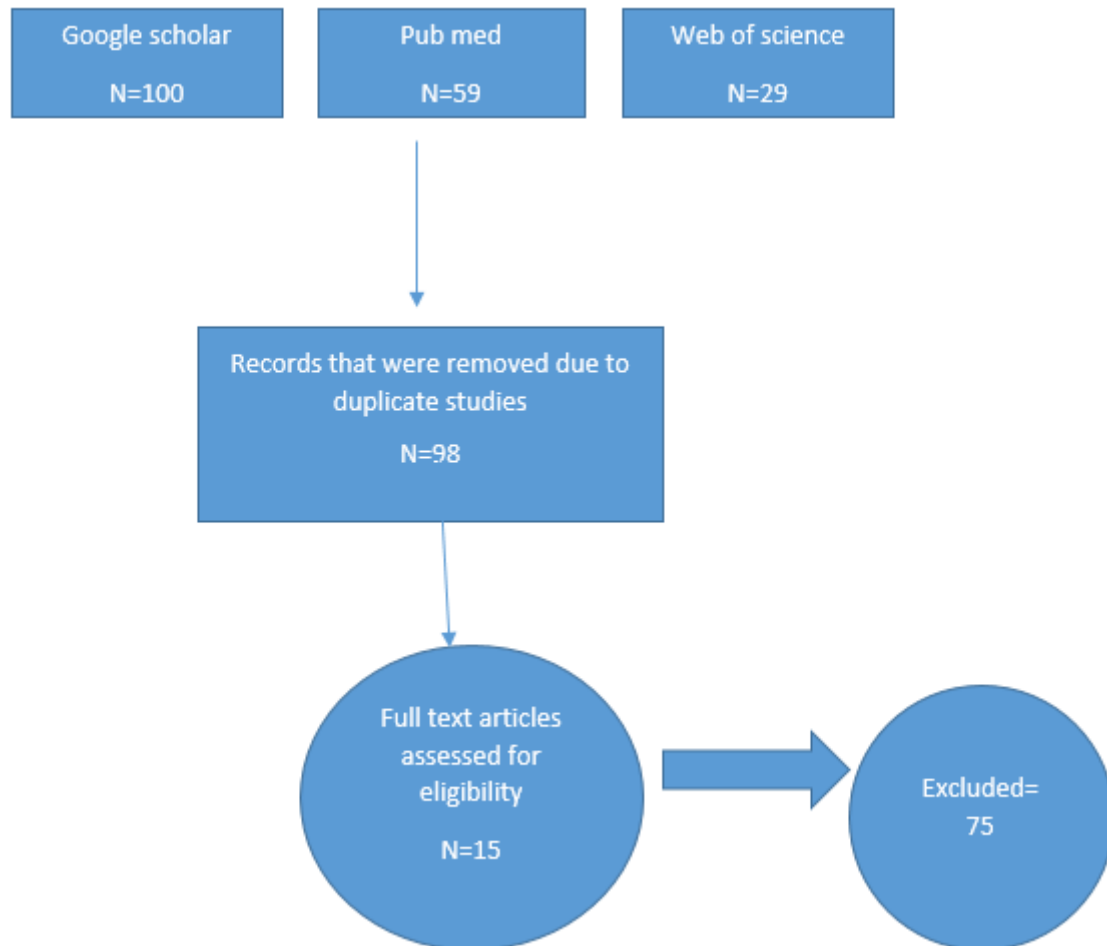 Google scholar
N=100
Pub med
N=59
Web of science
N=29
Records that were removed due to
duplicate studies
N=98
Full text articles
assessed for
eligibility
N=15
Excluded=
75